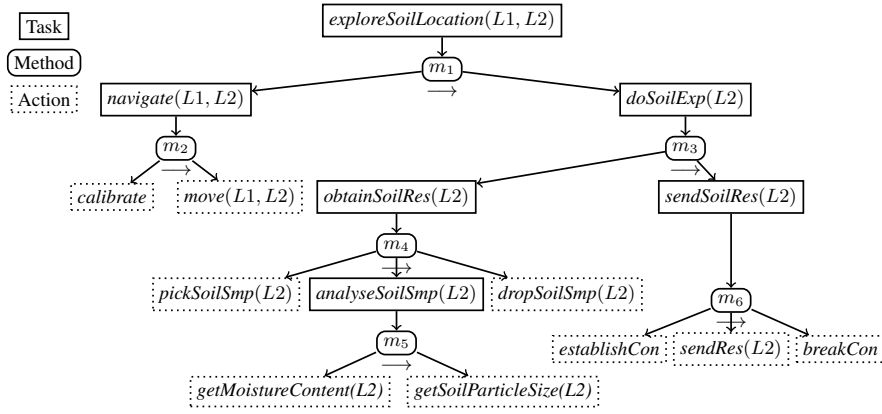 Task
Method
Action
exploreSoilLocation(L1, L2)
m₁
navigate(L1, L2)
doSoilExp(L2)
m₂
m₃
calibrate
move(L1, L2)
obtainSoilRes(L2)
sendSoilRes(L2)
m₄
pickSoilSmp(L2)
analyseSoilSmp(L2)
dropSoilSmp(L2)
m₆
m₅
establishCon
sendRes(L2)
breakCon
getMoistureContent(L2)
getSoilParticleSize(L2)